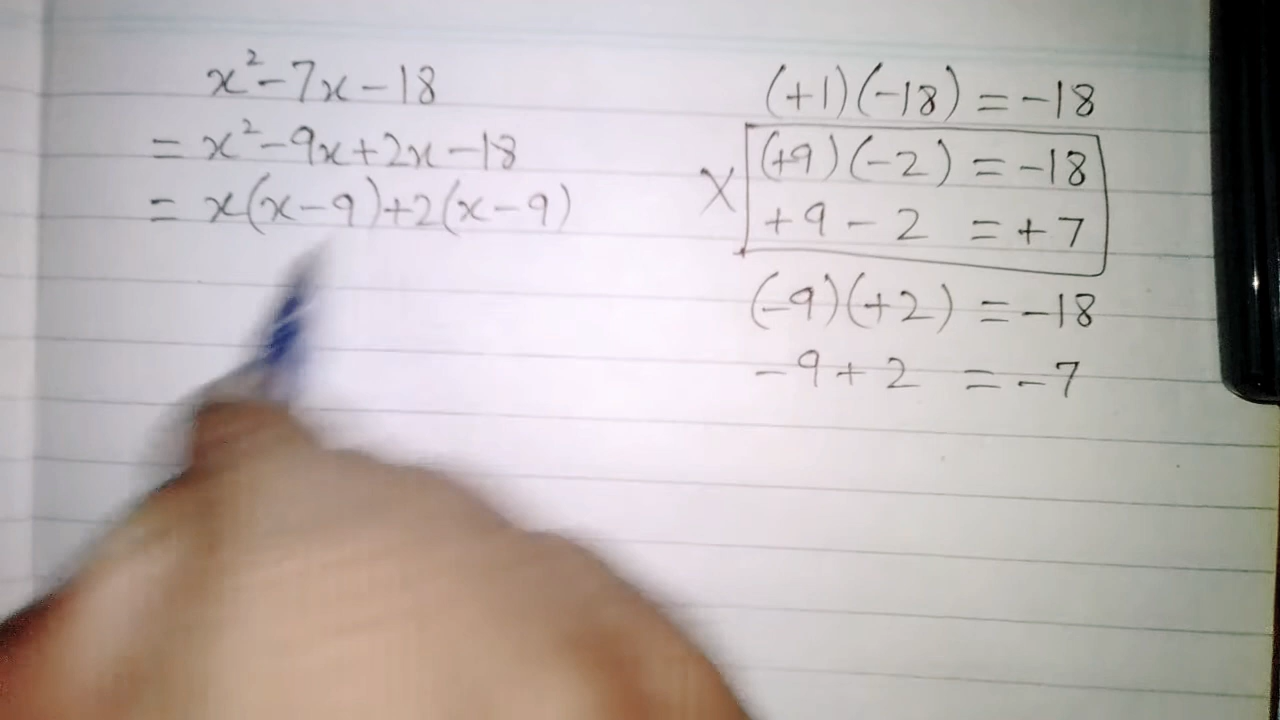 x² - 7x - 18
= x² - 9x + 2x - 18
= x(x - 9) + 2(x - 9)
(+1)(-18) = -18
X (+9)(-2) = -18
+9 - 2 = +7
(-9)(+2) = -18
-9 + 2 = -7